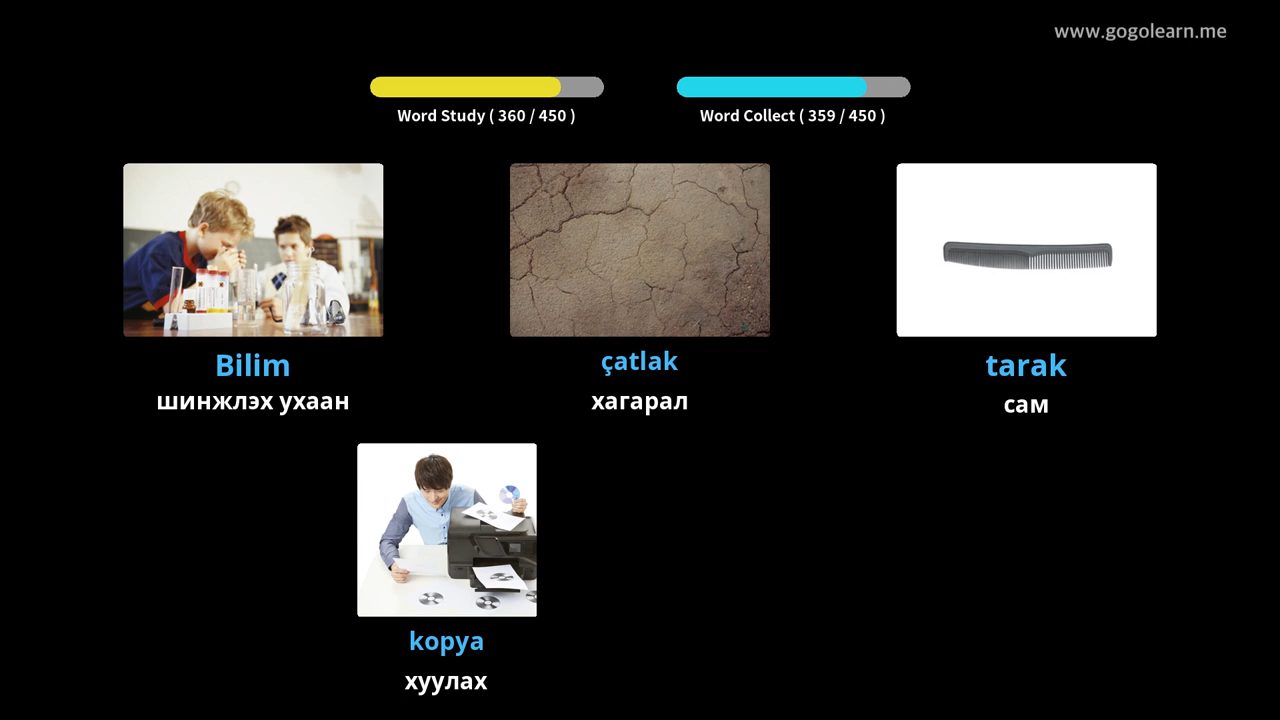 www.gogolearn.me
Word Study ( 360 / 450 )
Word Collect ( 359 / 450 )
Bilim
шинжлэх ухаан
çatlak
хагарал
tarak
сам
kopya
хуулах